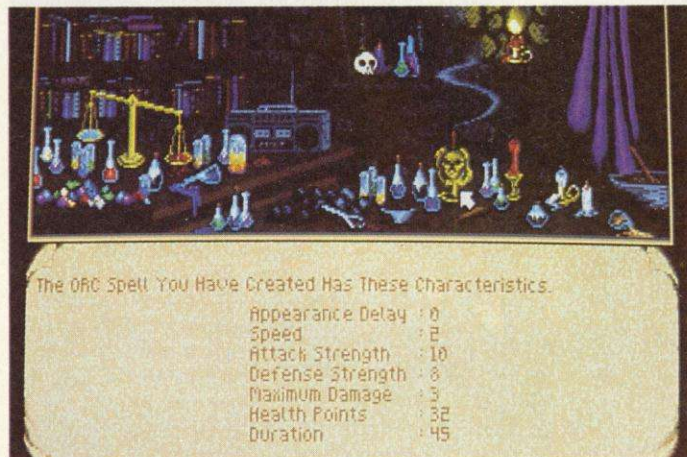 The ORC Spell You Have Created Has These Characteristics.
Appearance Delay : 0
Speed : 2
Attack Strength : 10
Defense Strength : 8
Maximum Damage : 3
Health Points : 32
Duration : 45